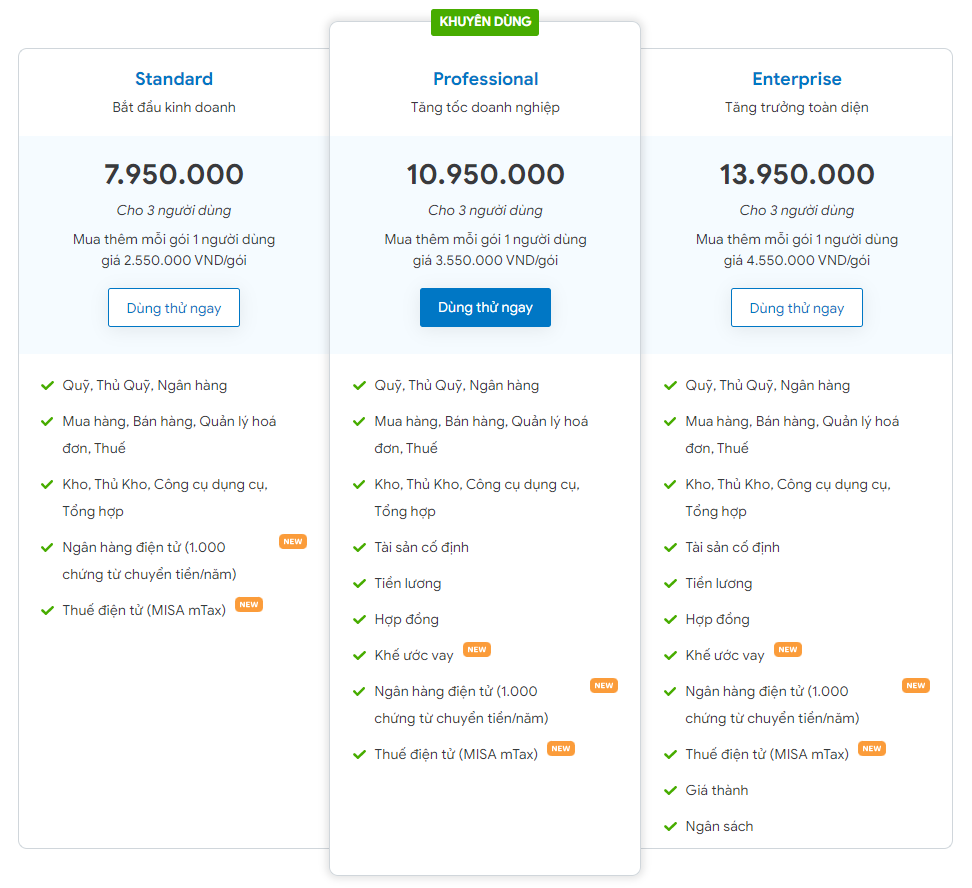 KHUYÊN DÙNG
Standard
Bắt đầu kinh doanh
7.950.000
Cho 3 người dùng
Mua thêm mỗi gói 1 người dùng
giá 2.550.000 VND/gói
Dùng thử ngay
Quỹ, Thủ Quỹ, Ngân hàng
Mua hàng, Bán hàng, Quản lý hoá
đơn, Thuế
Kho, Thủ Kho, Công cụ dụng cụ,
Tổng hợp
Ngân hàng điện tử (1.000 NEW
chứng từ chuyển tiền/năm)
Thuế điện tử (MISA mTax) NEW
Professional
Tăng tốc doanh nghiệp
10.950.000
Cho 3 người dùng
Mua thêm mỗi gói 1 người dùng
giá 3.550.000 VND/gói
Dùng thử ngay
Quỹ, Thủ Quỹ, Ngân hàng
Mua hàng, Bán hàng, Quản lý hoá
đơn, Thuế
Kho, Thủ Kho, Công cụ dụng cụ,
Tổng hợp
Tài sản cố định
Tiền lương
Hợp đồng
Khế ước vay NEW
Ngân hàng điện tử (1.000 NEW
chứng từ chuyển tiền/năm)
Thuế điện tử (MISA mTax) NEW
Enterprise
Tăng trưởng toàn diện
13.950.000
Cho 3 người dùng
Mua thêm mỗi gói 1 người dùng
giá 4.550.000 VND/gói
Dùng thử ngay
Quỹ, Thủ Quỹ, Ngân hàng
Mua hàng, Bán hàng, Quản lý hoá
đơn, Thuế
Kho, Thủ Kho, Công cụ dụng cụ,
Tổng hợp
Tài sản cố định
Tiền lương
Hợp đồng
Khế ước vay NEW
Ngân hàng điện tử (1.000 NEW
chứng từ chuyển tiền/năm)
Thuế điện tử (MISA mTax) NEW
Giá thành
Ngân sách